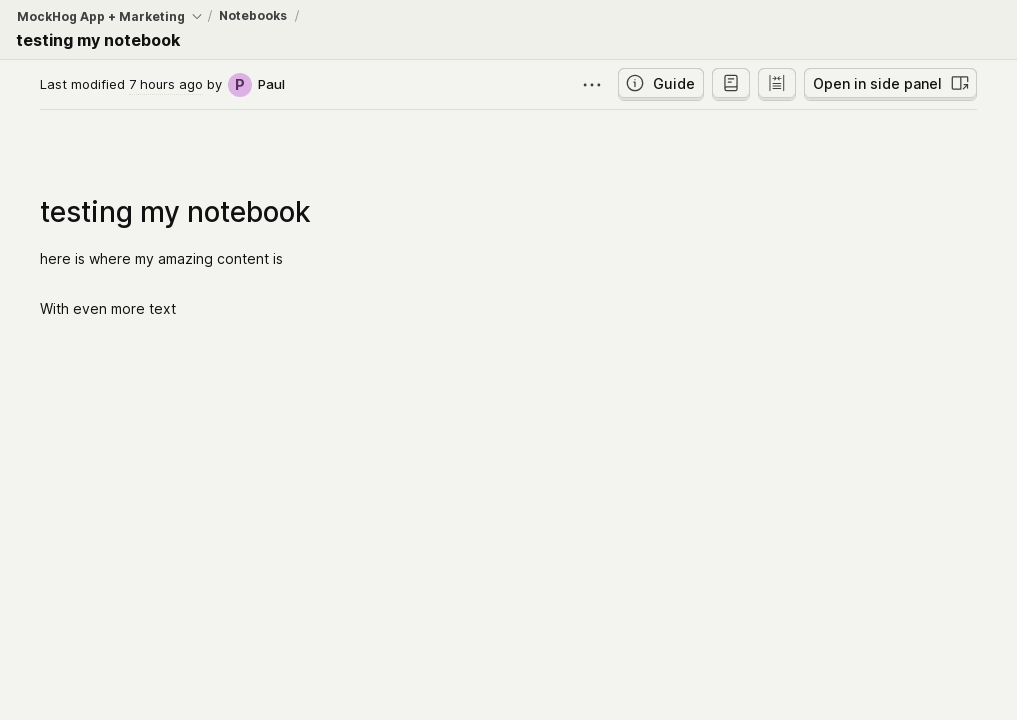 MockHog App + Marketing / Notebooks /
testing my notebook
Last modified 7 hours ago by P Paul
Guide
Open in side panel
testing my notebook
here is where my amazing content is
With even more text